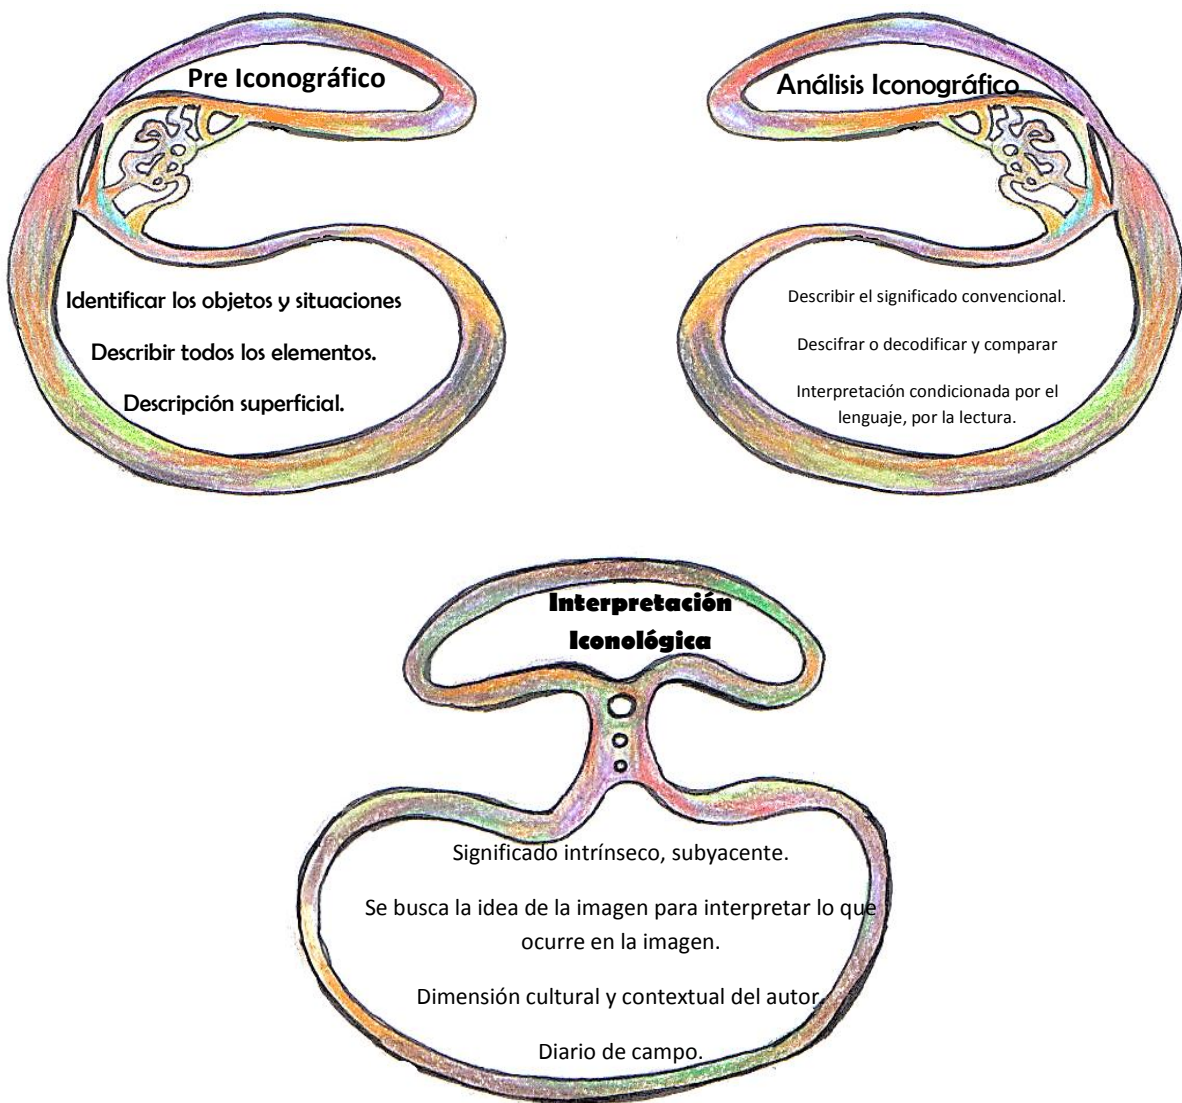 Pre Iconográfico
Identificar los objetos y situaciones
Describir todos los elementos.
Descripción superficial.
Análisis Iconográfico
Describir el significado convencional.
Descifrar o decodificar y comparar
Interpretación condicionada por el
lenguaje, por la lectura.
Interpretación
Iconológica
Significado intrínseco, subyacente.
Se busca la idea de la imagen para interpretar lo que
ocurre en la imagen.
Dimensión cultural y contextual del autor.
Diario de campo.